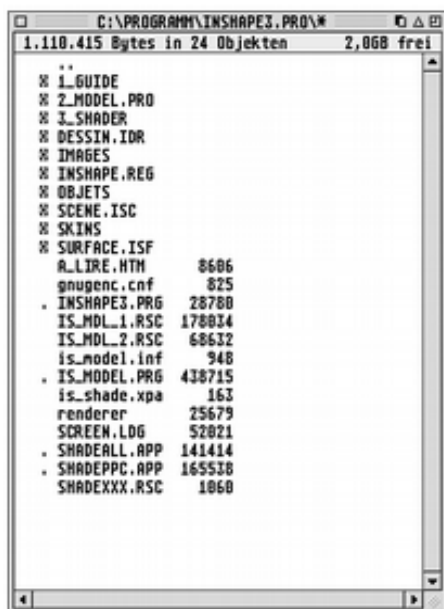 C:\PROGRAMM\INSHAPE3.PRO\*
1.110.415 Bytes in 24 Objekten 2,0G0 frei
..
1_GUIDE
2_MODEL.PRO
3_SHADER
DESSIN.IDR
IMAGES
INSHAPE.REG
OBJETS
SCENE.ISC
SKINS
SURFACE.ISF
A_LIRE.HTM 8606
gnugenc.cnf 825
. INSHAPE3.PRG 28780
IS_MDL_1.RSC 178034
IS_MDL_2.RSC 68632
is_model.inf 948
. IS_MODEL.PRG 438715
is_shade.xpa 163
renderer 25679
SCREEN.LDG 52021
. SHADEALL.APP 141414
. SHADEPPC.APP 165538
SHADEXXX.RSC 1060